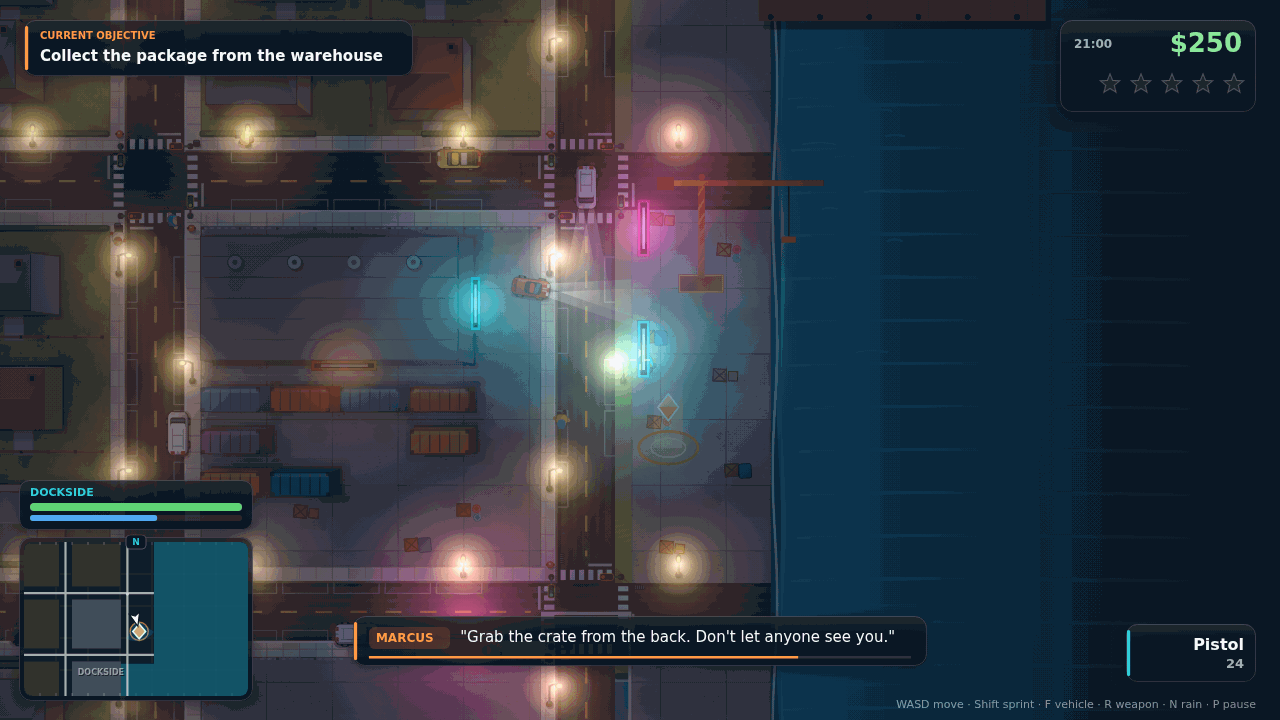 CURRENT OBJECTIVE
Collect the package from the warehouse
21:00
$250
DOCKSIDE
N
DOCKSIDE
MARCUS
"Grab the crate from the back. Don't let anyone see you."
Pistol
24
WASD move · Shift sprint · F vehicle · R weapon · N rain · P pause